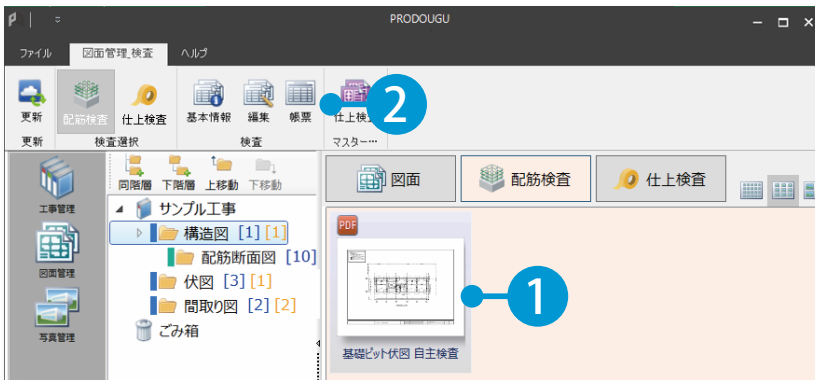 PRODOUGU
ファイル 図面管理_検査 ヘルプ
更新 配筋検査 仕上検査 基本情報 編集 帳票 仕上検
更新 検査選択 検査 マスター…
2
工事管理
図面管理
写真管理
同階層 下階層 上移動 下移動
サンプル工事
構造図 [1] [1]
配筋断面図 [10]
伏図 [3] [1]
間取り図 [2] [2]
ごみ箱
図面 配筋検査 仕上検査
PDF
1
基礎ピット伏図 自主検査